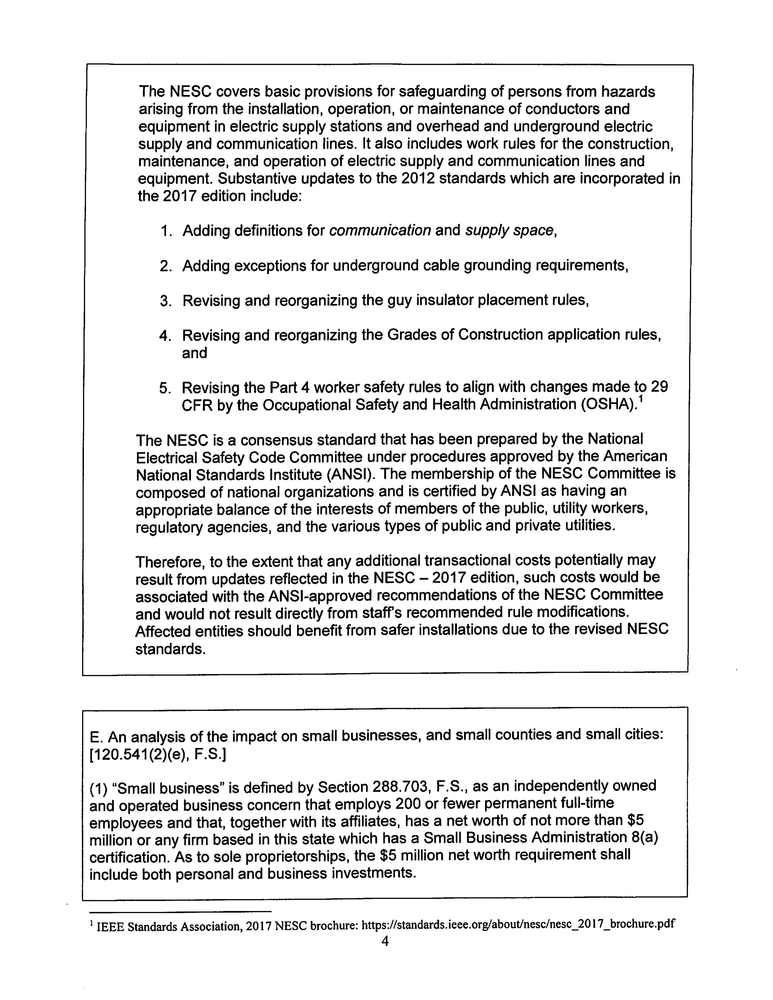 The NESC covers basic provisions for safeguarding of persons from hazards
arising from the installation, operation, or maintenance of conductors and
equipment in electric supply stations and overhead and underground electric
supply and communication lines. It also includes work rules for the construction,
maintenance, and operation of electric supply and communication lines and
equipment. Substantive updates to the 2012 standards which are incorporated in
the 2017 edition include:
1. Adding definitions for communication and supply space,
2. Adding exceptions for underground cable grounding requirements,
3. Revising and reorganizing the guy insulator placement rules,
4. Revising and reorganizing the Grades of Construction application rules,
and
5. Revising the Part 4 worker safety rules to align with changes made to 29
CFR by the Occupational Safety and Health Administration (OSHA).¹
The NESC is a consensus standard that has been prepared by the National
Electrical Safety Code Committee under procedures approved by the American
National Standards Institute (ANSI). The membership of the NESC Committee is
composed of national organizations and is certified by ANSI as having an
appropriate balance of the interests of members of the public, utility workers,
regulatory agencies, and the various types of public and private utilities.
Therefore, to the extent that any additional transactional costs potentially may
result from updates reflected in the NESC – 2017 edition, such costs would be
associated with the ANSI-approved recommendations of the NESC Committee
and would not result directly from staff's recommended rule modifications.
Affected entities should benefit from safer installations due to the revised NESC
standards.
E. An analysis of the impact on small businesses, and small counties and small cities:
[120.541(2)(e), F.S.]
(1) “Small business” is defined by Section 288.703, F.S., as an independently owned
and operated business concern that employs 200 or fewer permanent full-time
employees and that, together with its affiliates, has a net worth of not more than $5
million or any firm based in this state which has a Small Business Administration 8(a)
certification. As to sole proprietorships, the $5 million net worth requirement shall
include both personal and business investments.
¹ IEEE Standards Association, 2017 NESC brochure: https://standards.ieee.org/about/nesc/nesc_2017_brochure.pdf
4